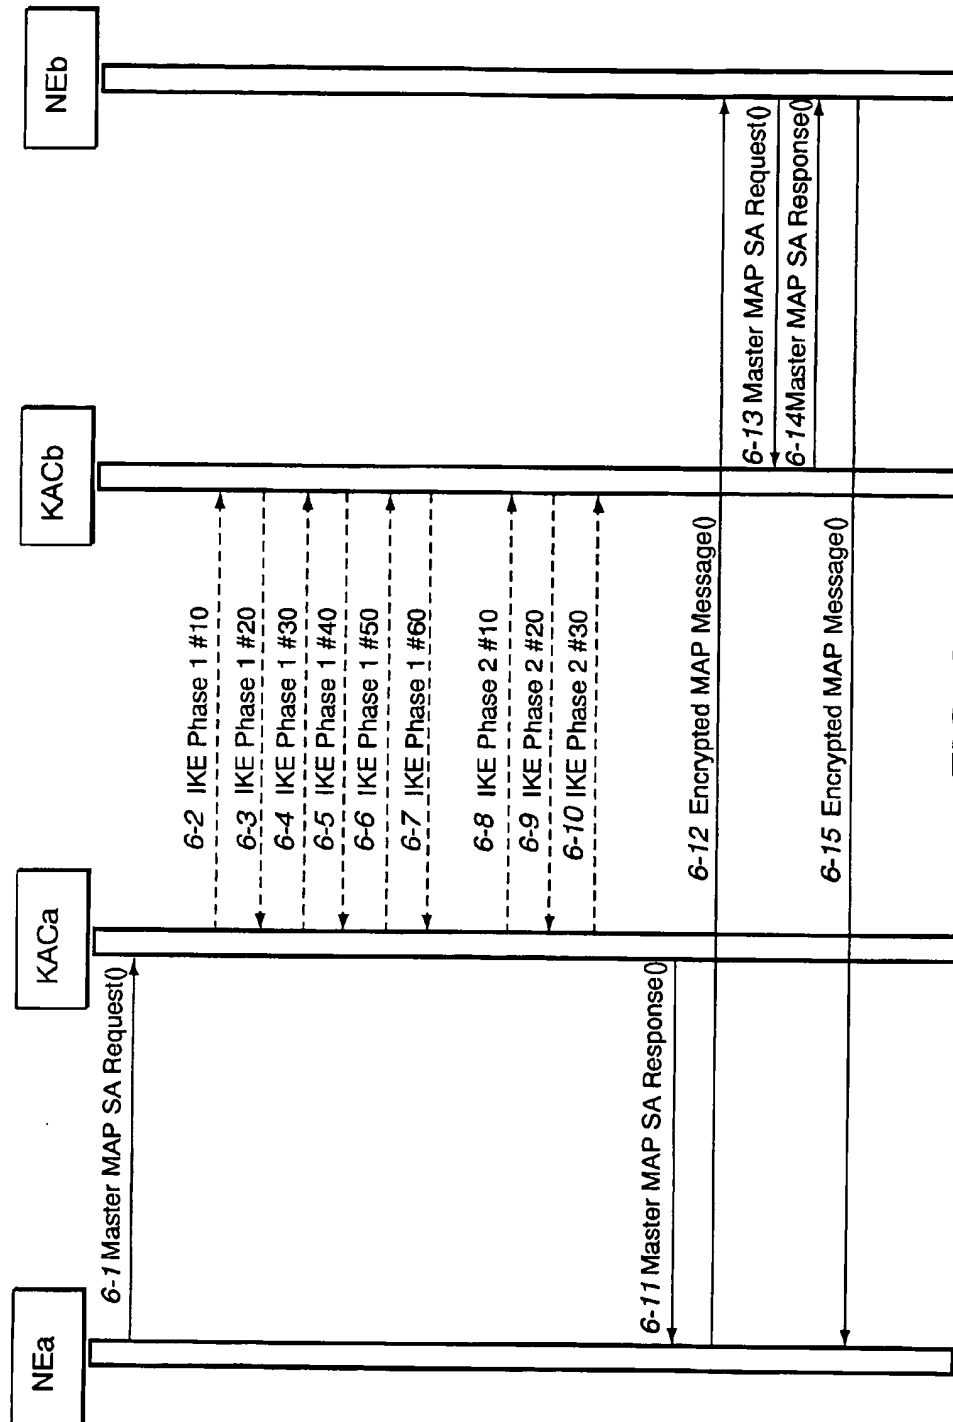 NEa
KACa
KACb
NEb
6-1 Master MAP SA Request()
6-2 IKE Phase 1 #10
6-3 IKE Phase 1 #20
6-4 IKE Phase 1 #30
6-5 IKE Phase 1 #40
6-6 IKE Phase 1 #50
6-7 IKE Phase 1 #60
6-8 IKE Phase 2 #10
6-9 IKE Phase 2 #20
6-10 IKE Phase 2 #30
6-11 Master MAP SA Response()
6-12 Encrypted MAP Message()
6-13 Master MAP SA Request()
6-14Master MAP SA Response()
6-15 Encrypted MAP Message()